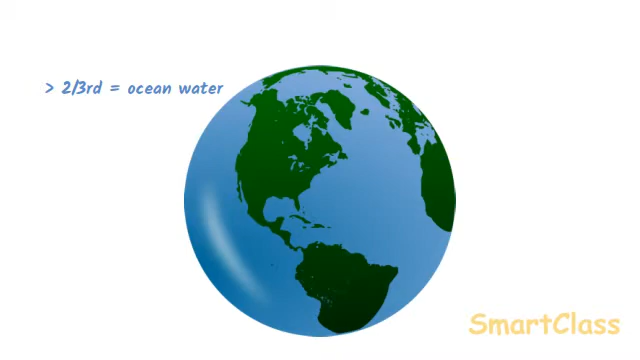 > 2/3rd = ocean water
SmartClass